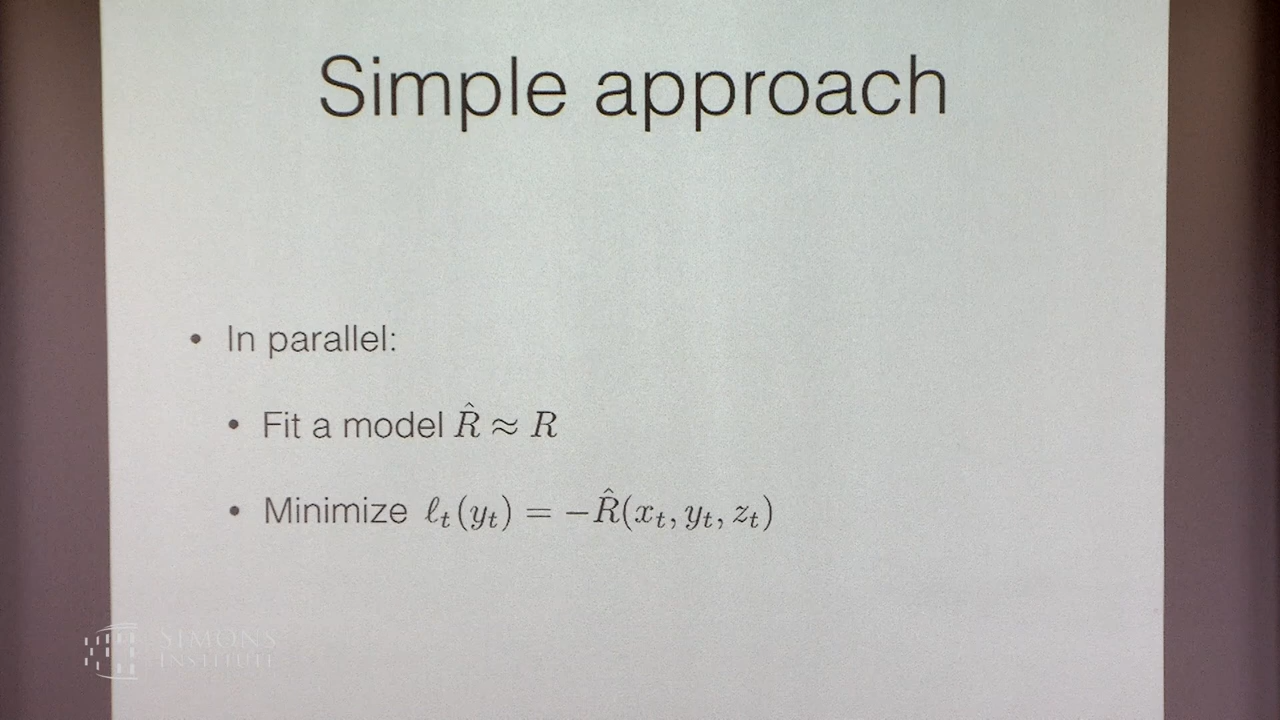 Simple approach
• In parallel:
• Fit a model R̂ ≈ R
• Minimize ℓ_t(y_t) = −R̂(x_t, y_t, z_t)
SIMONS
INSTITUTE